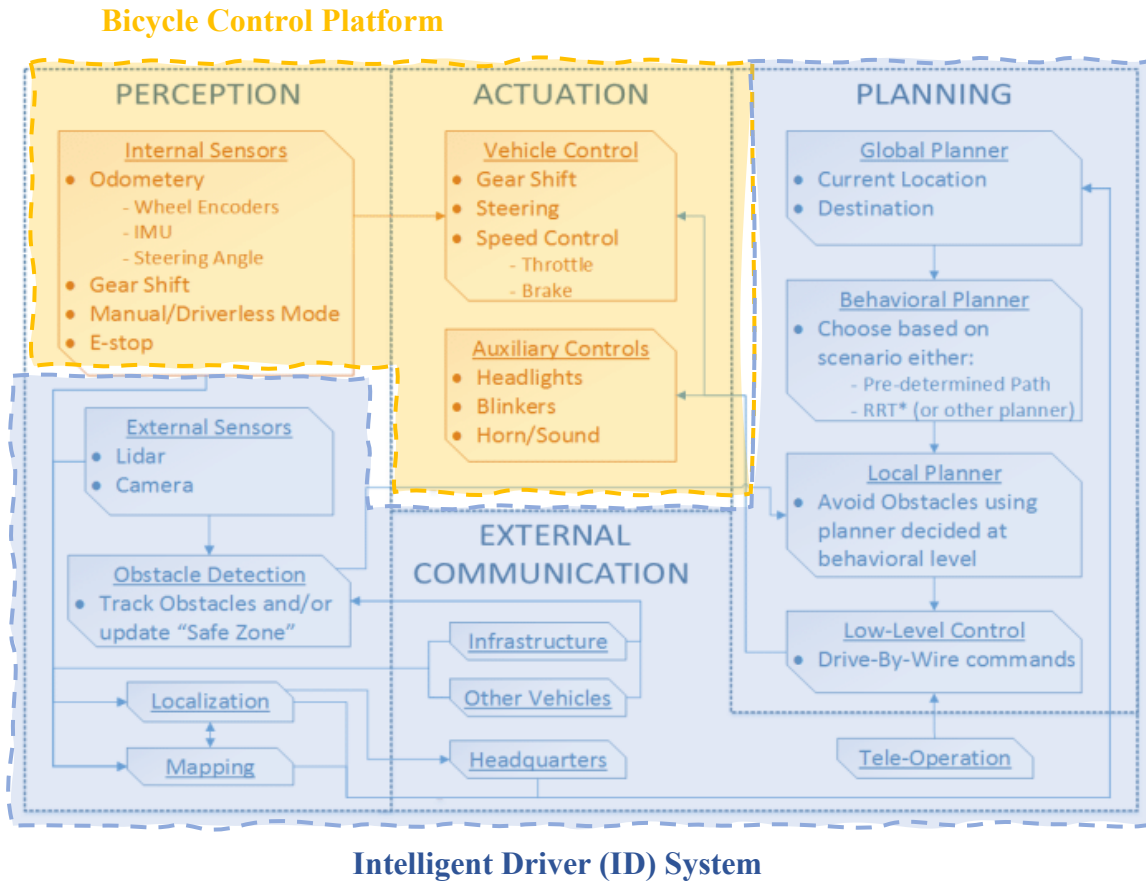 Bicycle Control Platform
PERCEPTION
Internal Sensors
● Odometery
- Wheel Encoders
- IMU
- Steering Angle
● Gear Shift
● Manual/Driverless Mode
● E-stop
External Sensors
● Lidar
● Camera
Obstacle Detection
● Track Obstacles and/or
update “Safe Zone”
Localization
Mapping
ACTUATION
Vehicle Control
● Gear Shift
● Steering
● Speed Control
- Throttle
- Brake
Auxiliary Controls
● Headlights
● Blinkers
● Horn/Sound
EXTERNAL
COMMUNICATION
Infrastructure
Other Vehicles
Headquarters
PLANNING
Global Planner
● Current Location
● Destination
Behavioral Planner
● Choose based on
scenario either:
- Pre-determined Path
- RRT* (or other planner)
Local Planner
● Avoid Obstacles using
planner decided at
behavioral level
Low-Level Control
● Drive-By-Wire commands
Tele-Operation
Intelligent Driver (ID) System